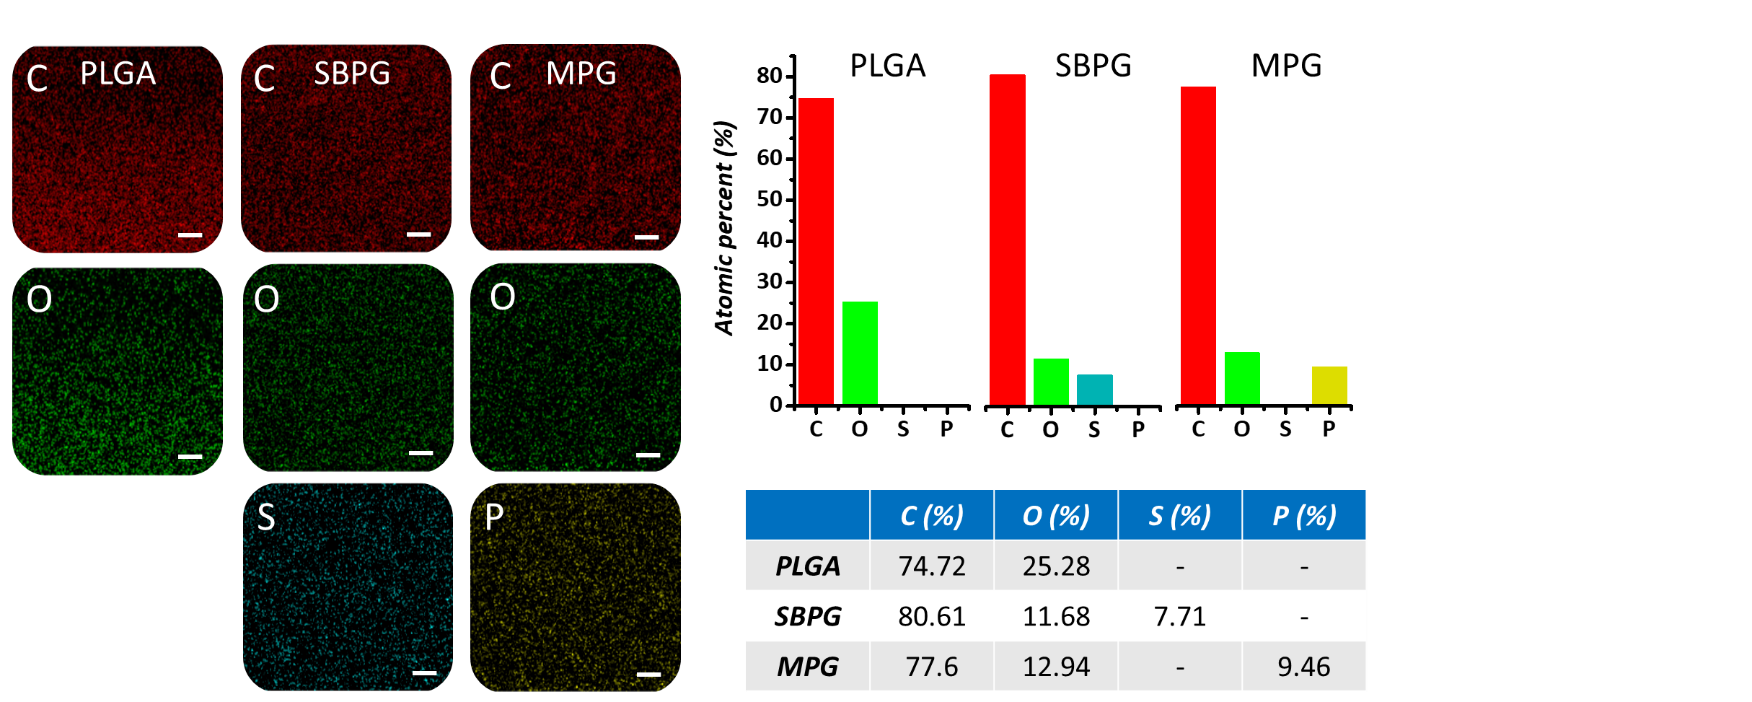 C PLGA
C SBPG
C MPG
O
O
O
S
P
PLGA SBPG MPG
Atomic percent (%)
80
70
60
50
40
30
20
10
0
C O S P C O S P C O S P
C (%) O (%) S (%) P (%)
PLGA 74.72 25.28 - -
SBPG 80.61 11.68 7.71 -
MPG 77.6 12.94 - 9.46